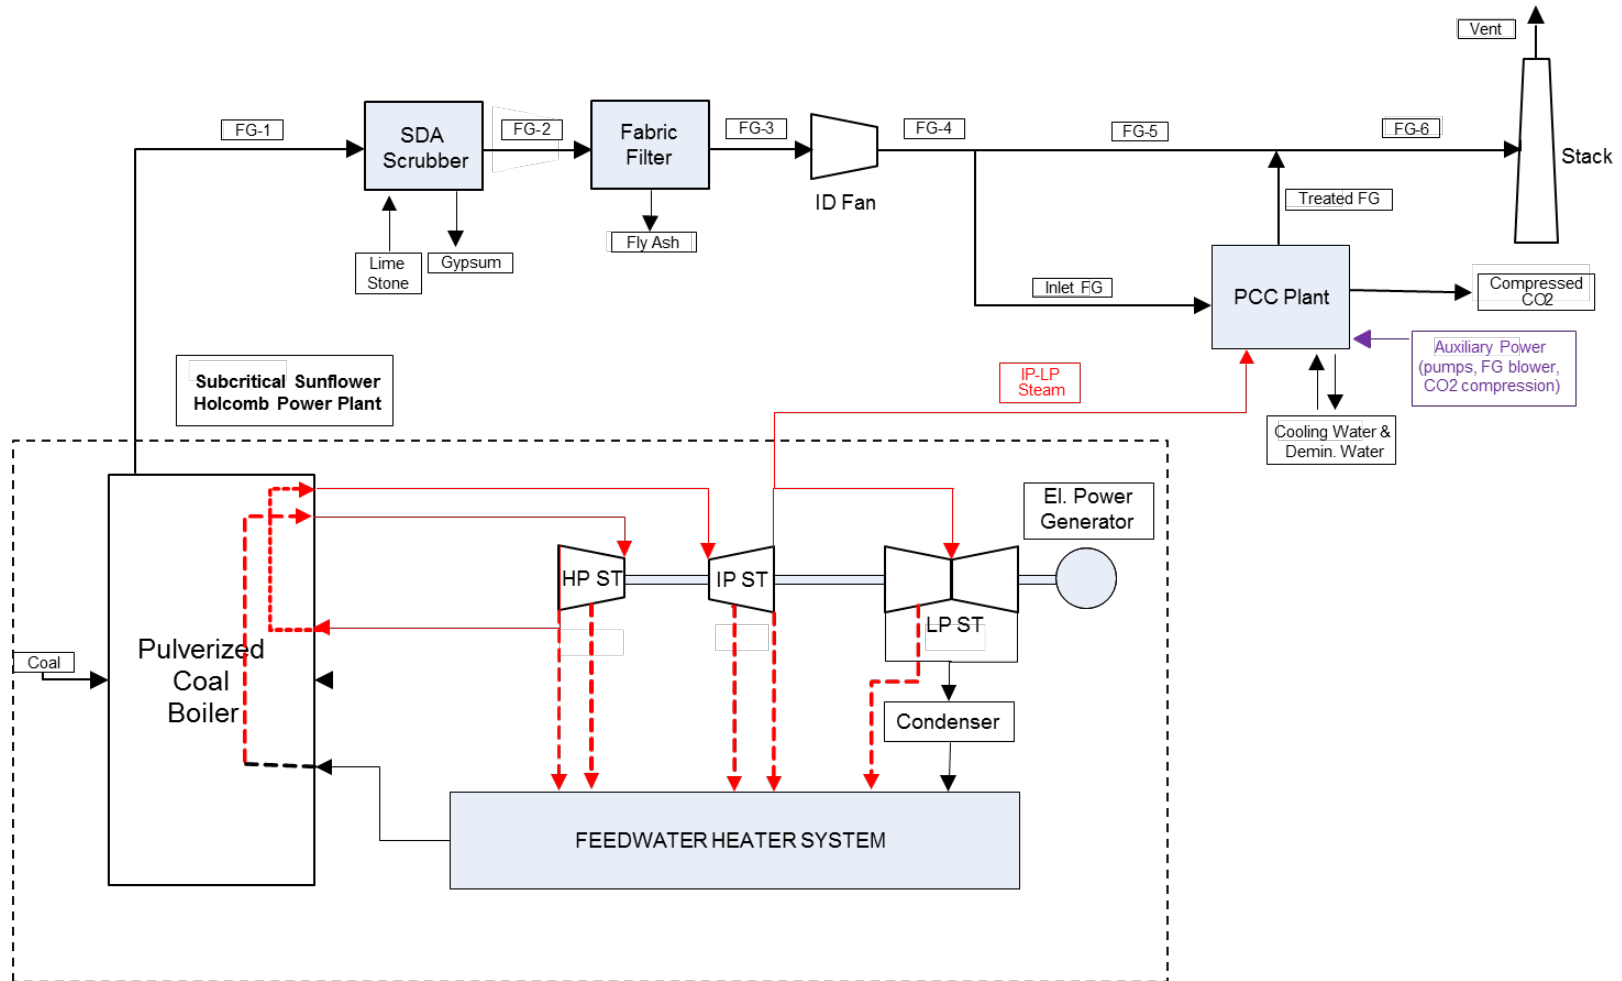 Vent
FG-1
SDA
Scrubber
FG-2
Fabric
Filter
FG-3
FG-4
FG-5
FG-6
Stack
ID Fan
Treated FG
Fly Ash
Lime
Stone
Gypsum
Inlet FG
PCC Plant
Compressed
CO2
Auxiliary Power
(pumps, FG blower,
CO2 compression)
Subcritical Sunflower
Holcomb Power Plant
IP-LP
Steam
Cooling Water &
Demin. Water
El. Power
Generator
HP ST
IP ST
LP ST
Pulverized
Coal
Boiler
Coal
Condenser
FEEDWATER HEATER SYSTEM